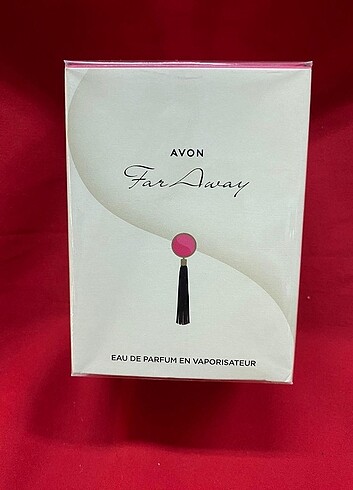 AVON
Far Away
EAU DE PARFUM EN VAPORISATEUR